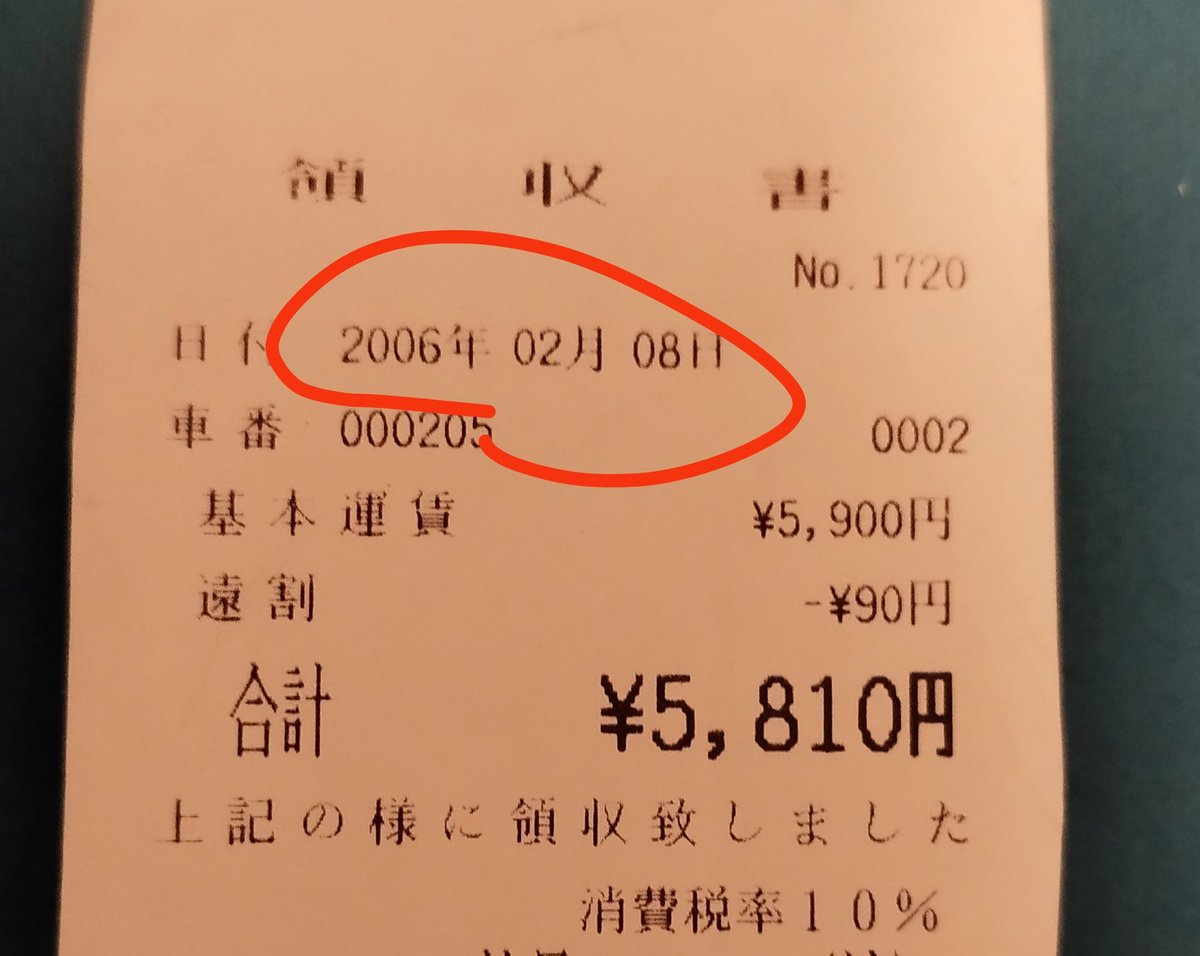 領収書
No.1720
日付 2006年 02月 08日
車番 000205 0002
基本運賃 ¥5,900円
遠割 -¥90円
合計 ¥5,810円
上記の様に領収致しました
消費税率10%